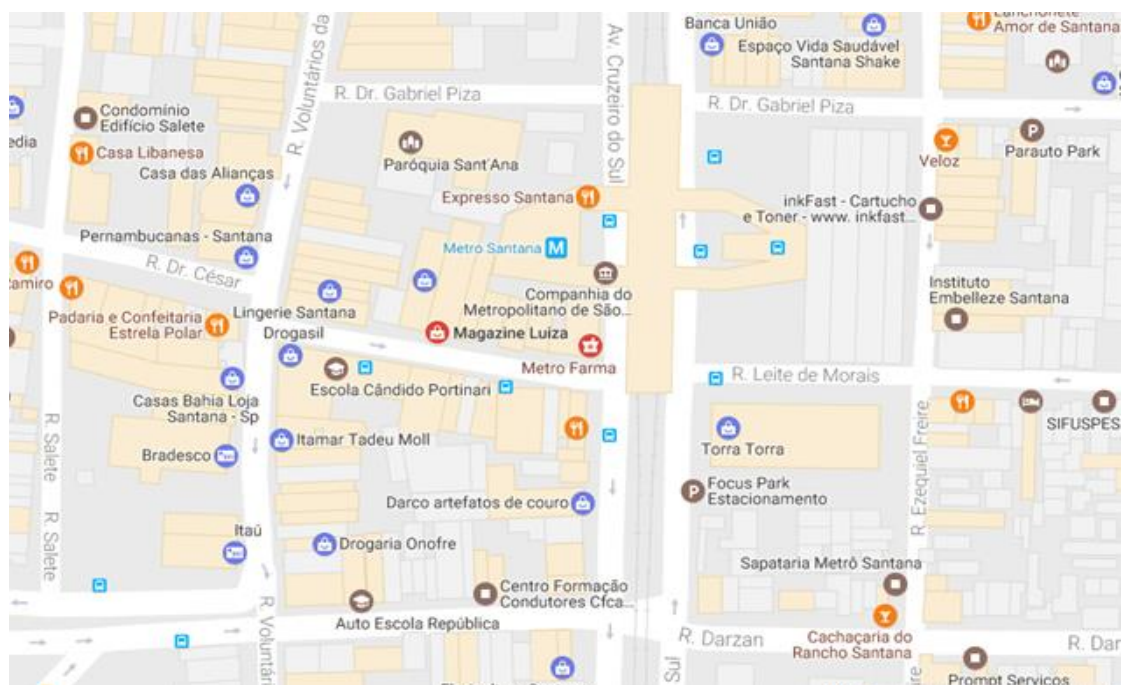 Banca União
Espaço Vida Saudável
Santana Shake
Amor de Santana
R. Voluntários da
Av. Cruzeiro do Sul
R. Dr. Gabriel Piza
R. Dr. Gabriel Piza
Condomínio
Edifício Salete
edia
Casa Libanesa
Casa das Alianças
Paróquia Sant'Ana
Veloz
Parauto Park
P
Expresso Santana
inkFast - Cartucho
e Toner - www. inkfast...
Pernambucanas - Santana
Metro Santana
M
R. Dr. César
amiro
Companhia do
Metropolitano de São...
Instituto
Embelleze Santana
Padaria e Confeitaria
Estrela Polar
Lingerie Santana
Drogasil
Magazine Luiza
Metro Farma
R. Leite de Morais
Escola Cândido Portinari
Casas Bahia Loja
Santana - Sp
SIFUSPES
R. Salete
Itamar Tadeu Moll
Bradesco
Torra Torra
R. Ezequiel Freire
P
Focus Park
Estacionamento
Darco artefatos de couro
R. Salete
Itaú
Drogaria Onofre
Sapataria Metrô Santana
Centro Formação
Condutores Cfca...
R. Voluntári
Auto Escola República
R. Darzan
Cachaçaria do
Rancho Santana
R. Dar
Sul
Freire
Prompt Serviços